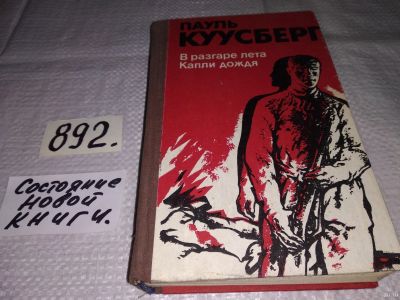 ПАУЛЬ
КУУСБЕРГ
В разгаре лета
Капли дождя
892.
Состояние
новой
книги.